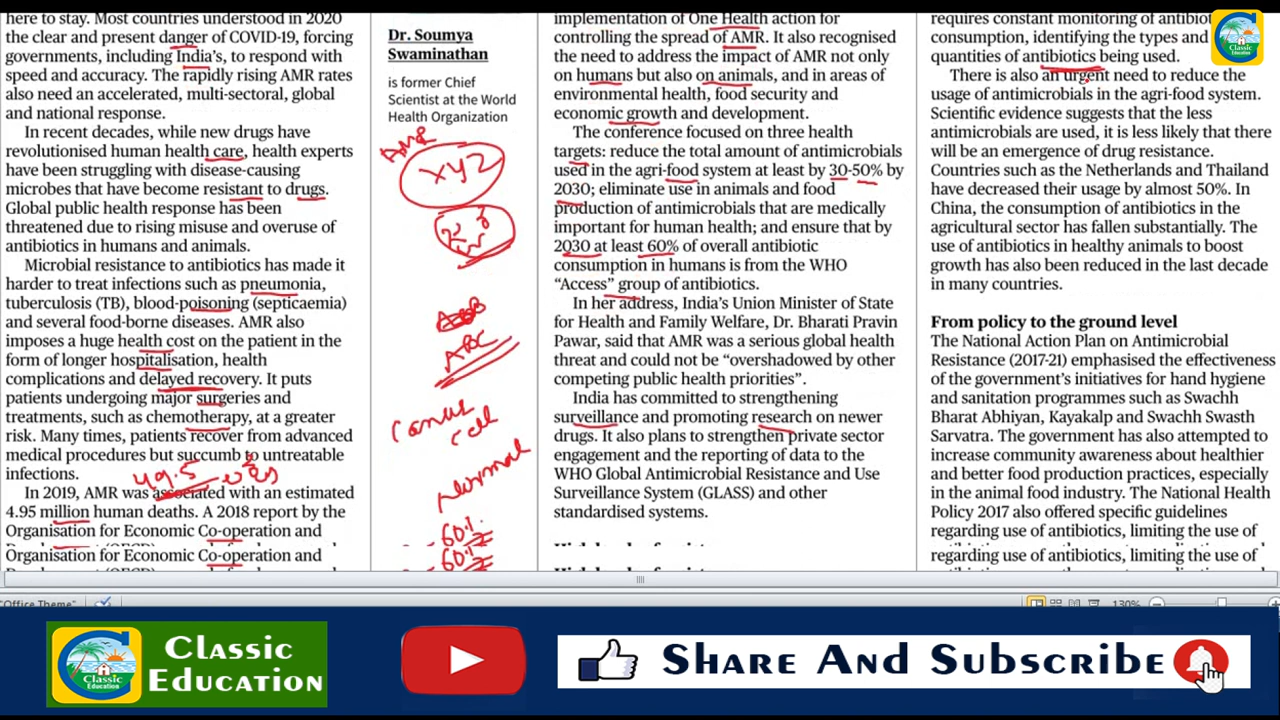 here to stay. Most countries understood in 2020
the clear and present danger of COVID-19, forcing
governments, including India's, to respond with
speed and accuracy. The rapidly rising AMR rates
also need an accelerated, multi-sectoral, global
and national response.
In recent decades, while new drugs have
revolutionised human health care, health experts
have been struggling with disease-causing
microbes that have become resistant to drugs.
Global public health response has been
threatened due to rising misuse and overuse of
antibiotics in humans and animals.
Microbial resistance to antibiotics has made it
harder to treat infections such as pneumonia,
tuberculosis (TB), blood-poisoning (septicaemia)
and several food-borne diseases. AMR also
imposes a huge health cost on the patient in the
form of longer hospitalisation, health
complications and delayed recovery. It puts
patients undergoing major surgeries and
treatments, such as chemotherapy, at a greater
risk. Many times, patients recover from advanced
medical procedures but succumb to untreatable
infections.
49.5
In 2019, AMR was associated with an estimated
4.95 million human deaths. A 2018 report by the
Organisation for Economic Co-operation and
Organisation for Economic Co-operation and
Dr. Soumya
Swaminathan
is former Chief
Scientist at the World
Health Organization
AMR
XYZ
ABC
cell
normal
60%
60%
implementation of One Health action for
controlling the spread of AMR. It also recognised
the need to address the impact of AMR not only
on humans but also on animals, and in areas of
environmental health, food security and
economic growth and development.
The conference focused on three health
targets: reduce the total amount of antimicrobials
used in the agri-food system at least by 30-50% by
2030; eliminate use in animals and food
production of antimicrobials that are medically
important for human health; and ensure that by
2030 at least 60% of overall antibiotic
consumption in humans is from the WHO
“Access” group of antibiotics.
In her address, India's Union Minister of State
for Health and Family Welfare, Dr. Bharati Pravin
Pawar, said that AMR was a serious global health
threat and could not be “overshadowed by other
competing public health priorities”.
India has committed to strengthening
surveillance and promoting research on newer
drugs. It also plans to strengthen private sector
engagement and the reporting of data to the
WHO Global Antimicrobial Resistance and Use
Surveillance System (GLASS) and other
standardised systems.
requires constant monitoring of
consumption, identifying the types and
quantities of antibiotics being used.
There is also an urgent need to reduce the
usage of antimicrobials in the agri-food system.
Scientific evidence suggests that the less
antimicrobials are used, it is less likely that there
will be an emergence of drug resistance.
Countries such as the Netherlands and Thailand
have decreased their usage by almost 50%. In
China, the consumption of antibiotics in the
agricultural sector has fallen substantially. The
use of antibiotics in healthy animals to boost
growth has also been reduced in the last decade
in many countries.
From policy to the ground level
The National Action Plan on Antimicrobial
Resistance (2017-21) emphasised the effectiveness
of the government's initiatives for hand hygiene
and sanitation programmes such as Swachh
Bharat Abhiyan, Kayakalp and Swachh Swasth
Sarvatra. The government has also attempted to
increase community awareness about healthier
and better food production practices, especially
in the animal food industry. The National Health
Policy 2017 also offered specific guidelines
regarding use of antibiotics, limiting the use of
regarding use of antibiotics, limiting the use of
Classic
Education
"Office Theme"
130%
Classic
Education
Classic
Education
Share And Subscribe